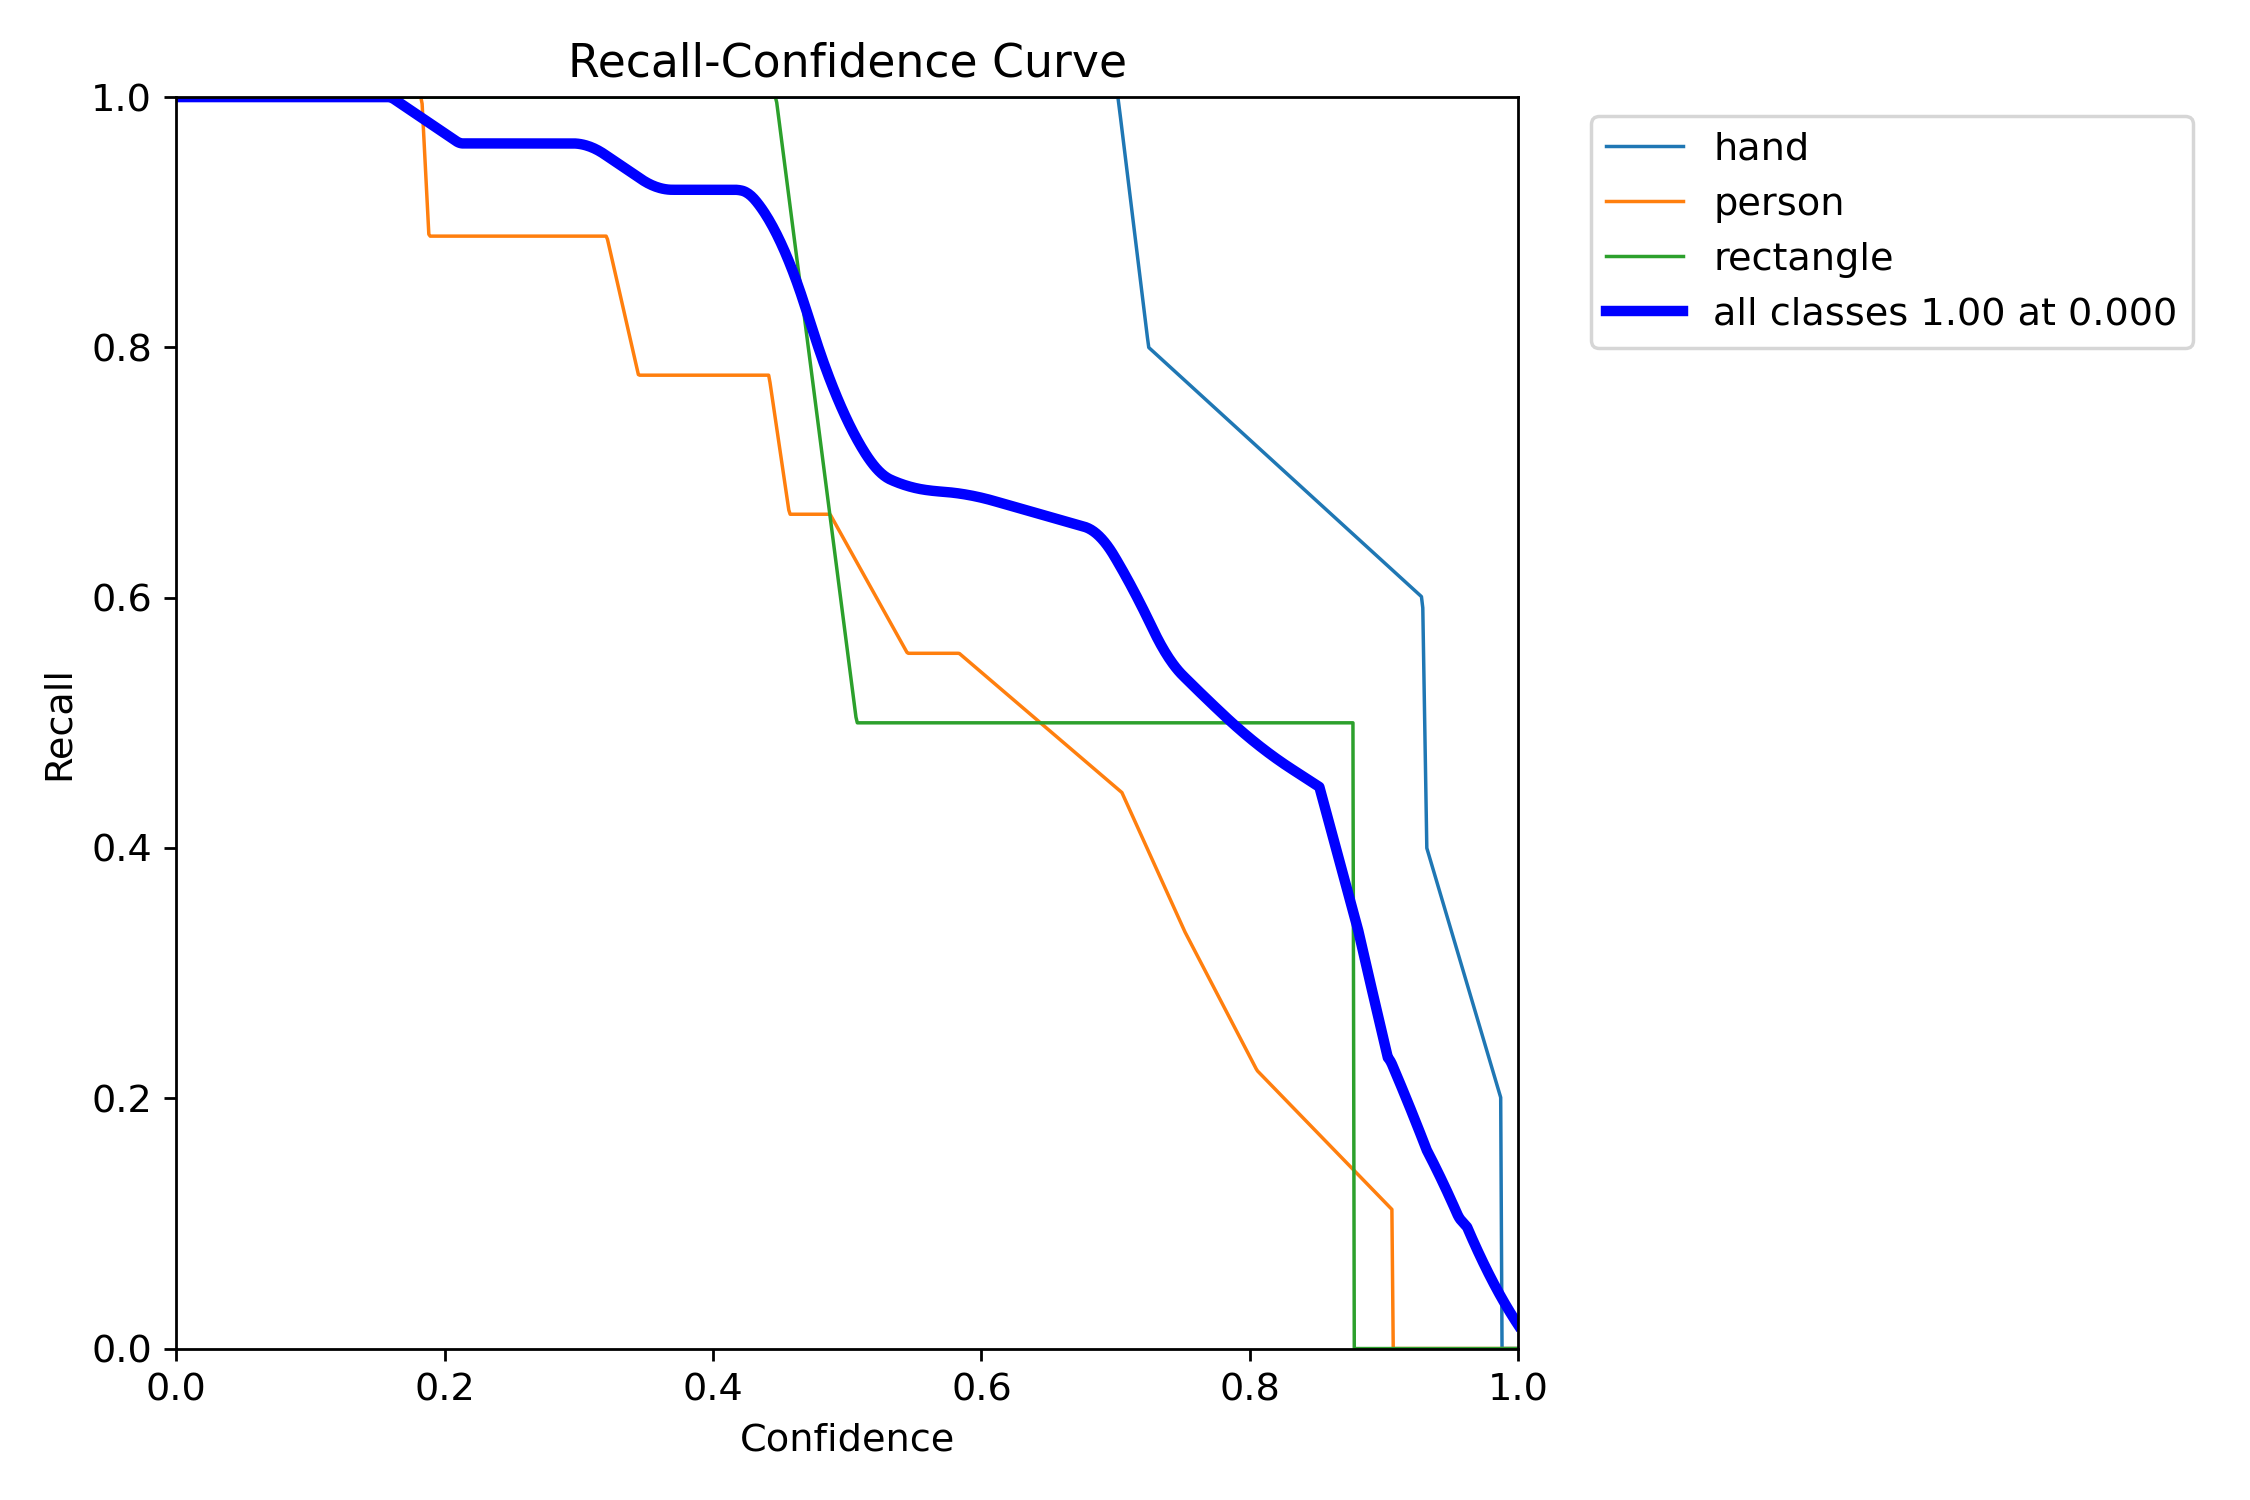 Recall-Confidence Curve
1.0
0.8
0.6
0.4
0.2
0.0
Recall
0.0 0.2 0.4 0.6 0.8 1.0
Confidence
hand
person
rectangle
all classes 1.00 at 0.000